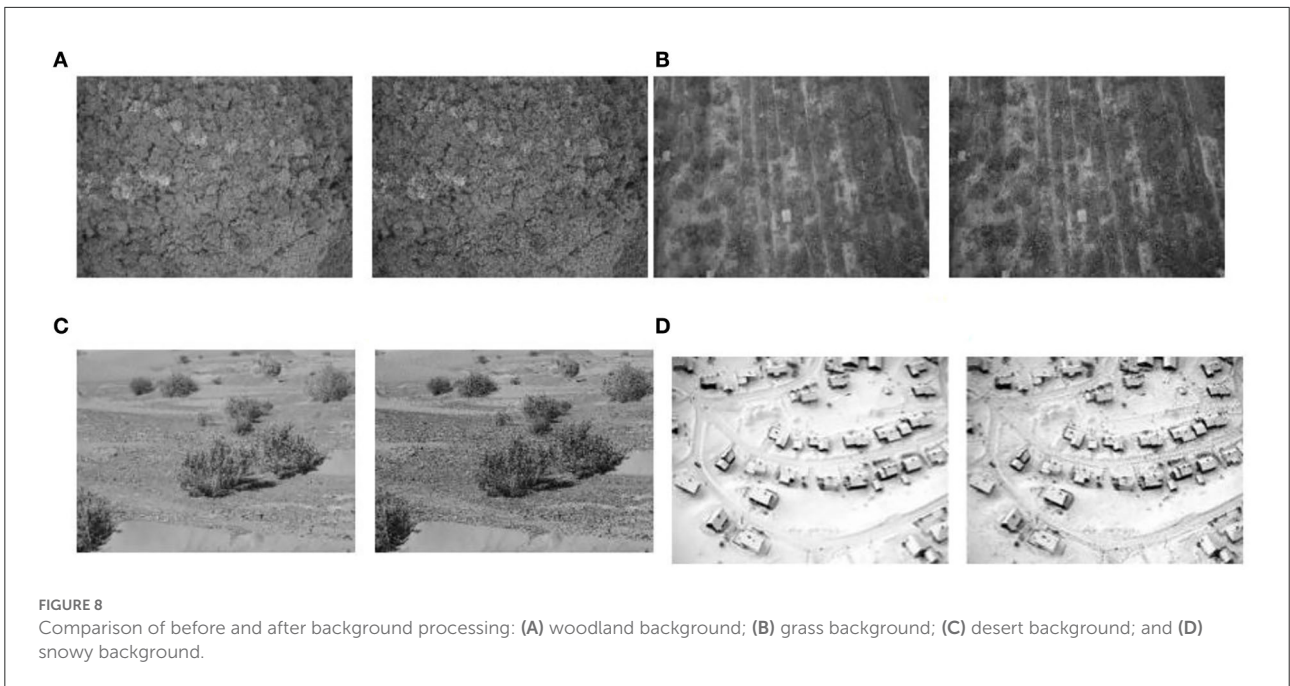 A
B
C
D
FIGURE 8
Comparison of before and after background processing: (A) woodland background; (B) grass background; (C) desert background; and (D)
snowy background.